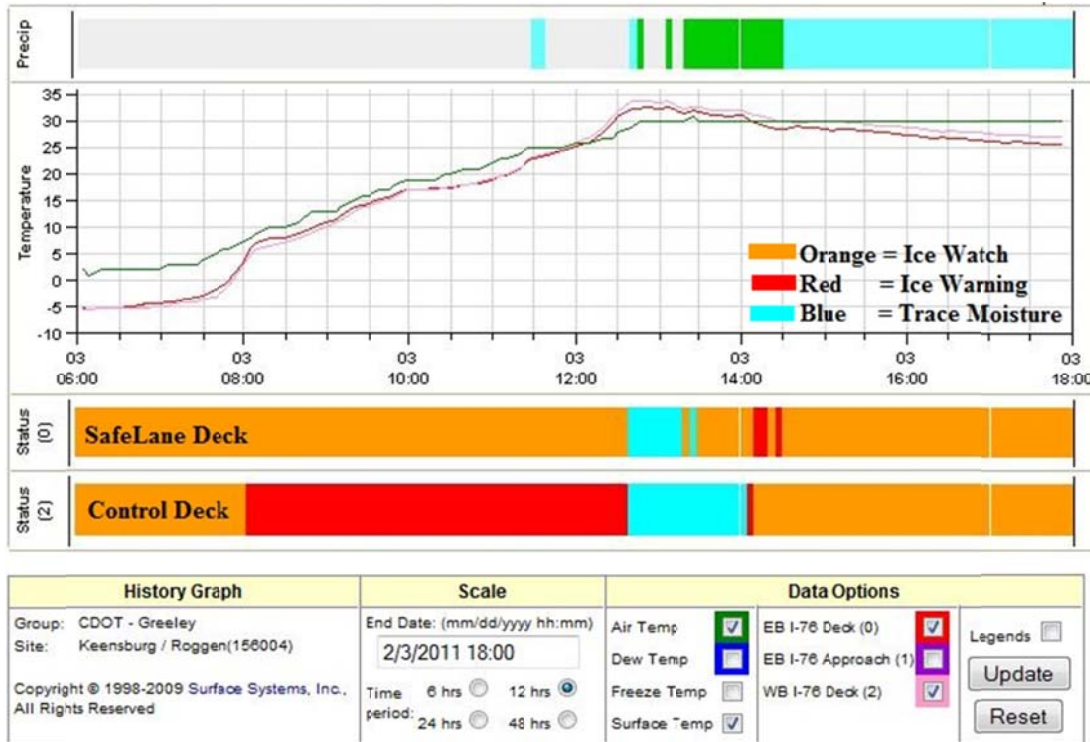 Precip
Temperature
35
30
25
20
15
10
5
0
-5
-10
Orange = Ice Watch
Red = Ice Warning
Blue = Trace Moisture
03 03 03 03 03 03 03
06:00 08:00 10:00 12:00 14:00 16:00 18:00
Status
(0)
SafeLane Deck
Status
(2)
Control Deck
History Graph
Group: CDOT - Greeley
Site: Keensburg / Roggen(156004)
Copyright © 1998-2009 Surface Systems, Inc.,
All Rights Reserved
Scale
End Date: (mm/dd/yyyy hh:mm)
2/3/2011 18:00
Time 6 hrs 12 hrs
period: 24 hrs 48 hrs
Data Options
Air Temp
Dew Temp
Freeze Temp
Surface Temp
EB I-76 Deck (0)
EB I-76 Approach (1)
WB I-76 Deck (2)
Legends
Update
Reset